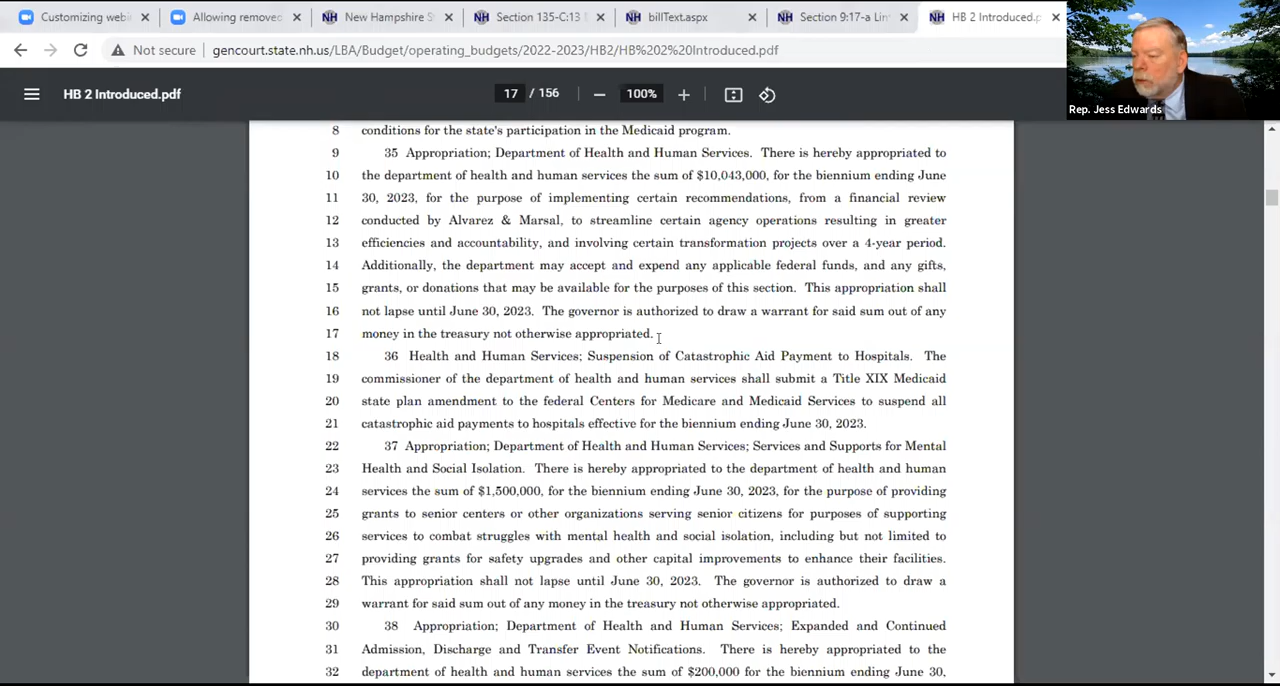 Customizing webi
Allowing removed
New Hampshire S
Section 135-C:13
billText.aspx
Section 9:17-a Lim
HB 2 Introduced.p
Not secure
gencourt.state.nh.us/LBA/Budget/operating_budgets/2022-2023/HB2/HB%202%20Introduced.pdf
Rep. Jess Edwards
HB 2 Introduced.pdf
17 / 156
100%
8 conditions for the state's participation in the Medicaid program.
9 35 Appropriation; Department of Health and Human Services. There is hereby appropriated to
10 the department of health and human services the sum of $10,043,000, for the biennium ending June
11 30, 2023, for the purpose of implementing certain recommendations, from a financial review
12 conducted by Alvarez & Marsal, to streamline certain agency operations resulting in greater
13 efficiencies and accountability, and involving certain transformation projects over a 4-year period.
14 Additionally, the department may accept and expend any applicable federal funds, and any gifts,
15 grants, or donations that may be available for the purposes of this section. This appropriation shall
16 not lapse until June 30, 2023. The governor is authorized to draw a warrant for said sum out of any
17 money in the treasury not otherwise appropriated.
18 36 Health and Human Services; Suspension of Catastrophic Aid Payment to Hospitals. The
19 commissioner of the department of health and human services shall submit a Title XIX Medicaid
20 state plan amendment to the federal Centers for Medicare and Medicaid Services to suspend all
21 catastrophic aid payments to hospitals effective for the biennium ending June 30, 2023.
22 37 Appropriation; Department of Health and Human Services; Services and Supports for Mental
23 Health and Social Isolation. There is hereby appropriated to the department of health and human
24 services the sum of $1,500,000, for the biennium ending June 30, 2023, for the purpose of providing
25 grants to senior centers or other organizations serving senior citizens for purposes of supporting
26 services to combat struggles with mental health and social isolation, including but not limited to
27 providing grants for safety upgrades and other capital improvements to enhance their facilities.
28 This appropriation shall not lapse until June 30, 2023. The governor is authorized to draw a
29 warrant for said sum out of any money in the treasury not otherwise appropriated.
30 38 Appropriation; Department of Health and Human Services; Expanded and Continued
31 Admission, Discharge and Transfer Event Notifications. There is hereby appropriated to the
32 department of health and human services the sum of $200,000 for the biennium ending June 30,